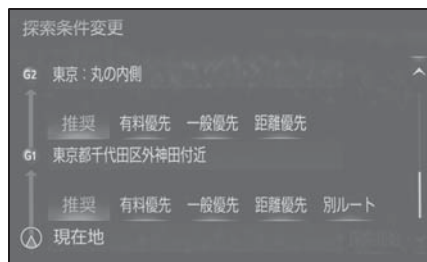 探索条件変更
G2 東京：丸の内側
推奨 有料優先 一般優先 距離優先
G1 東京都千代田区外神田付近
推奨 有料優先 一般優先 距離優先 別ルート
現在地